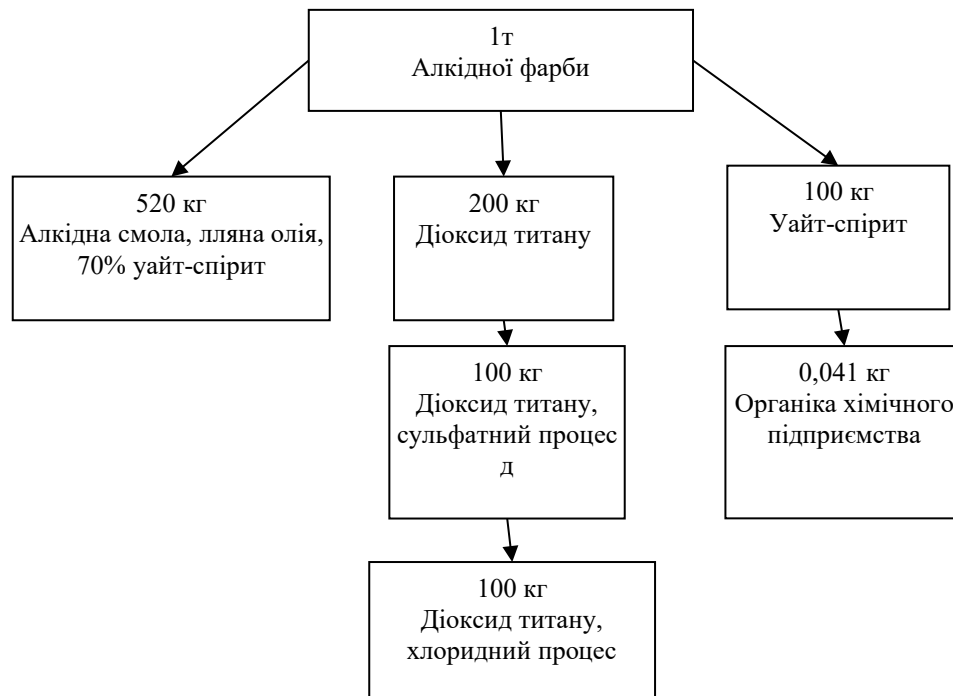 1т
Алкідної фарби
520 кг
Алкідна смола, лляна олія,
70% уайт-спірит
200 кг
Діоксид титану
100 кг
Уайт-спірит
100 кг
Діоксид титану,
сульфатний процес
д
0,041 кг
Органіка хімічного
підприємства
100 кг
Діоксид титану,
хлоридний процес